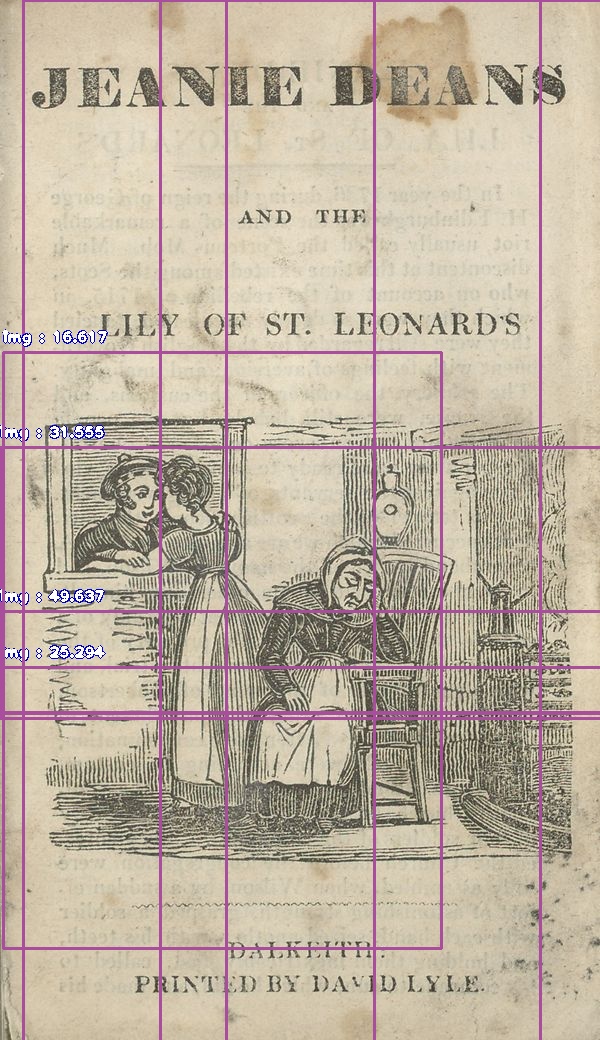 JEANIE DEANS
AND THE
LILY OF ST. LEONARD'S
img : 16.617
img : 31.555
img : 49.637
img : 25.294
DALKEITH:
PRINTED BY DAVID LYLE.